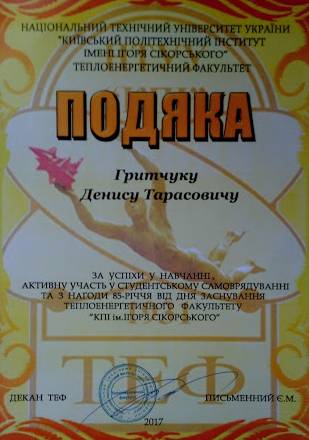 НАЦІОНАЛЬНИЙ ТЕХНІЧНИЙ УНІВЕРСИТЕТ УКРАЇНИ
"КИЇВСЬКИЙ ПОЛІТЕХНІЧНИЙ ІНСТИТУТ
ІМЕНІ ІГОРЯ СІКОРСЬКОГО"
ТЕПЛОЕНЕРГЕТИЧНИЙ ФАКУЛЬТЕТ
ПОДЯКА
Гритчуку
Денису Тарасовичу
ЗА УСПІХИ У НАВЧАННІ,
АКТИВНУ УЧАСТЬ У СТУДЕНТСЬКОМУ САМОВРЯДУВАННІ
ТА З НАГОДИ 85-РІЧЧЯ ВІД ДНЯ ЗАСНУВАННЯ
ТЕПЛОЕНЕРГЕТИЧНОГО ФАКУЛЬТЕТУ
"КПІ ім.ІГОРЯ СІКОРСЬКОГО"
ТЕФ
ДЕКАН ТЕФ
ПИСЬМЕННИЙ Є.М.
2017